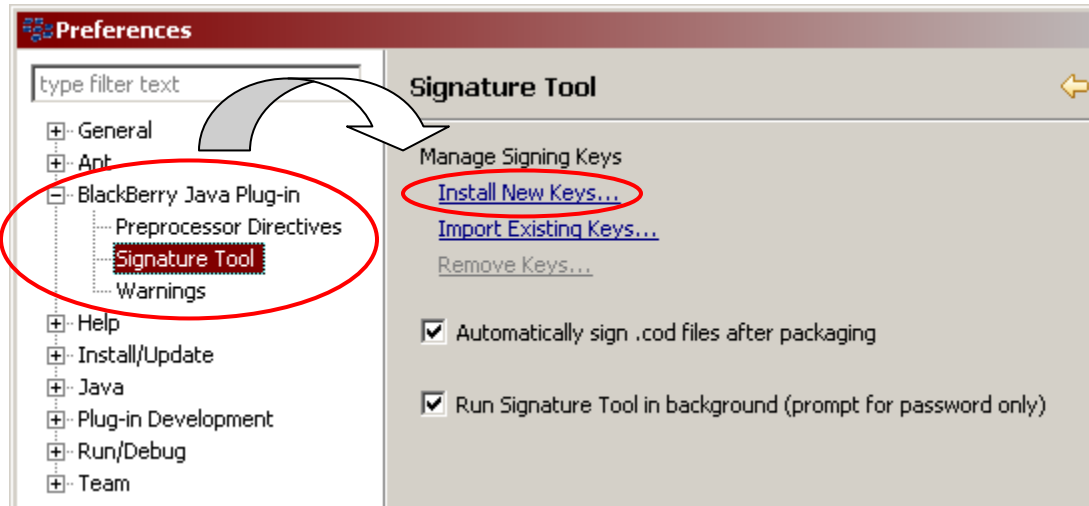 Preferences
type filter text
General
Ant
BlackBerry Java Plug-in
Preprocessor Directives
Signature Tool
Warnings
Help
Install/Update
Java
Plug-in Development
Run/Debug
Team
Signature Tool
Manage Signing Keys
Install New Keys...
Import Existing Keys...
Remove Keys...
Automatically sign .cod files after packaging
Run Signature Tool in background (prompt for password only)